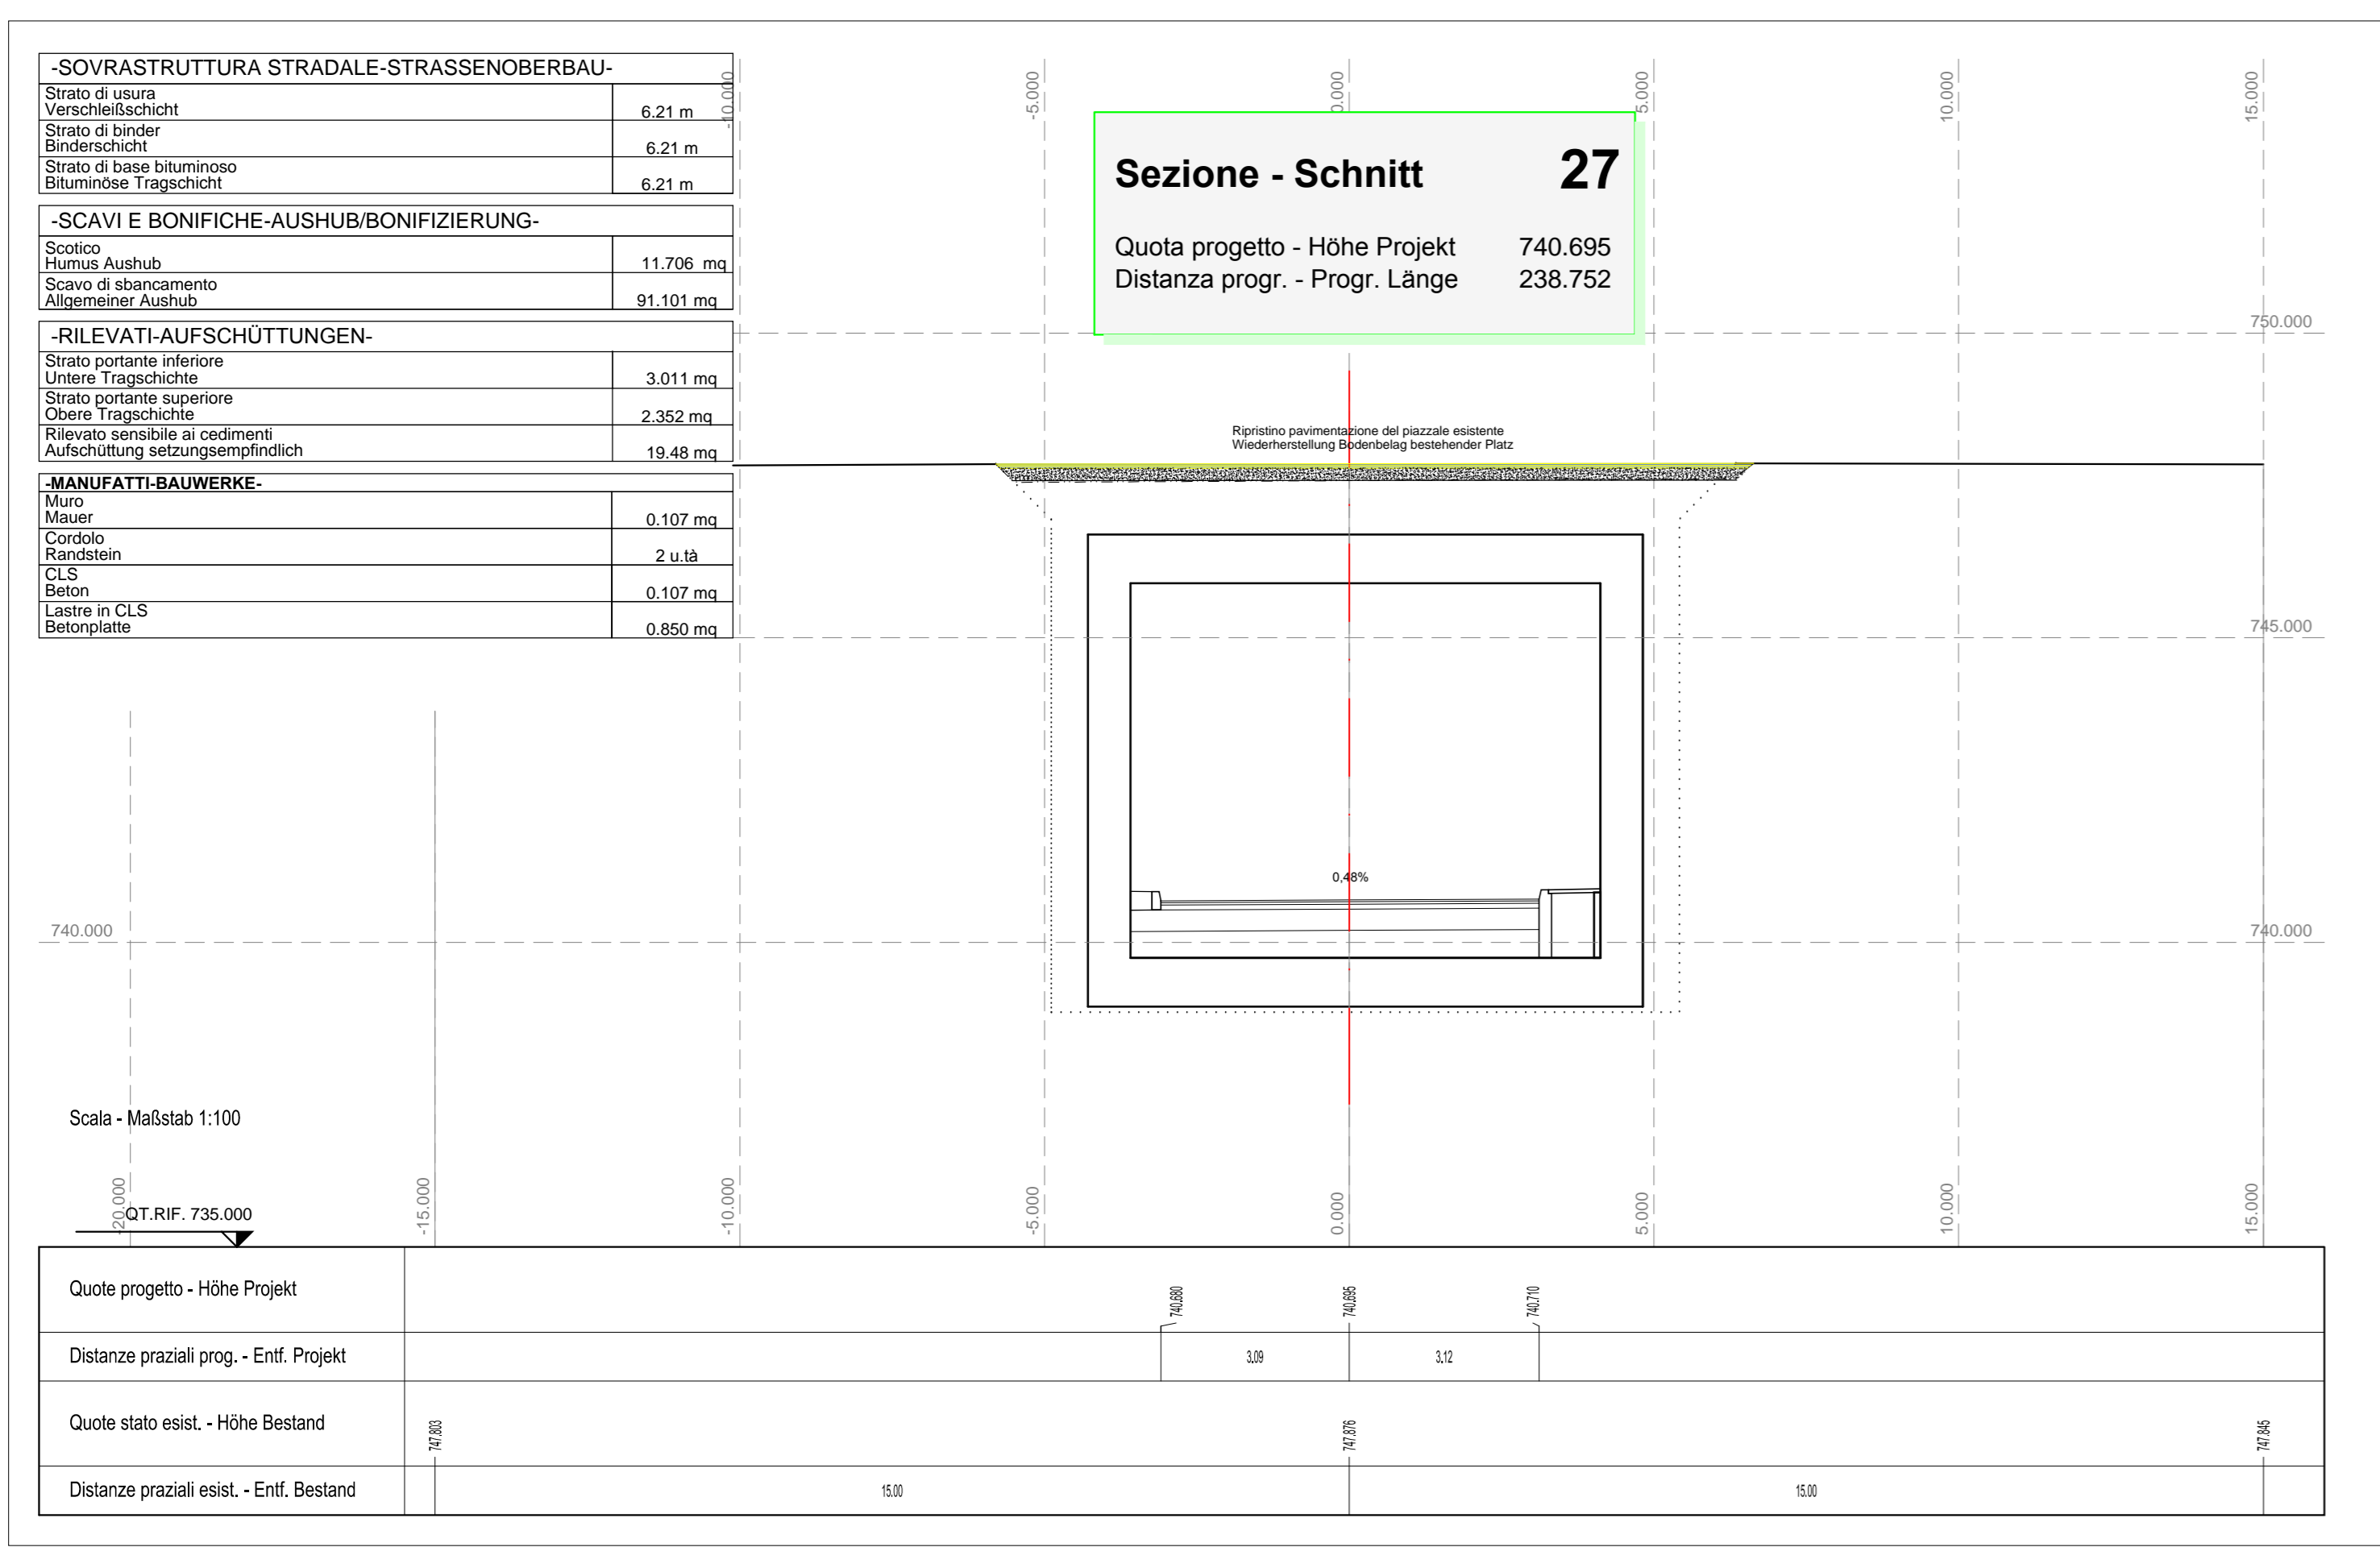 -SOVRASTRUTTURA STRADALE-STRASSENOBERBAU-
Strato di usura
Verschleißschicht 6.21 m
Strato di binder
Binderschicht 6.21 m
Strato di base bituminoso
Bituminöse Tragschicht 6.21 m
-SCAVI E BONIFICHE-AUSHUB/BONIFIZIERUNG-
Scotico
Humus Aushub 11.706 mq
Scavo di sbancamento
Allgemeiner Aushub 91.101 mq
-RILEVATI-AUFSCHÜTTUNGEN-
Strato portante inferiore
Untere Tragschichte 3.011 mq
Strato portante superiore
Obere Tragschichte 2.352 mq
Rilevato sensibile ai cedimenti
Aufschüttung setzungsempfindlich 19.48 mq
-MANUFATTI-BAUWERKE-
Muro
Mauer 0.107 mq
Cordolo
Randstein 2 u.tà
CLS
Beton 0.107 mq
Lastre in CLS
Betonplatte 0.850 mq
-10.000 -5.000 0.000 5.000 10.000 15.000
Sezione - Schnitt 27
Quota progetto - Höhe Projekt 740.695
Distanza progr. - Progr. Länge 238.752
750.000
Ripristino pavimentazione del piazzale esistente
Wiederherstellung Bodenbelag bestehender Platz
745.000
0,48%
740.000 740.000
Scala - Maßstab 1:100
-20.000 -15.000 -10.000 -5.000 0.000 5.000 10.000 15.000
QT.RIF. 735.000
Quote progetto - Höhe Projekt 740.680 740.695 740.710
Distanze praziali prog. - Entf. Projekt 3.09 3.12
Quote stato esist. - Höhe Bestand 747.803 747.876 747.845
Distanze praziali esist. - Entf. Bestand 15.00 15.00